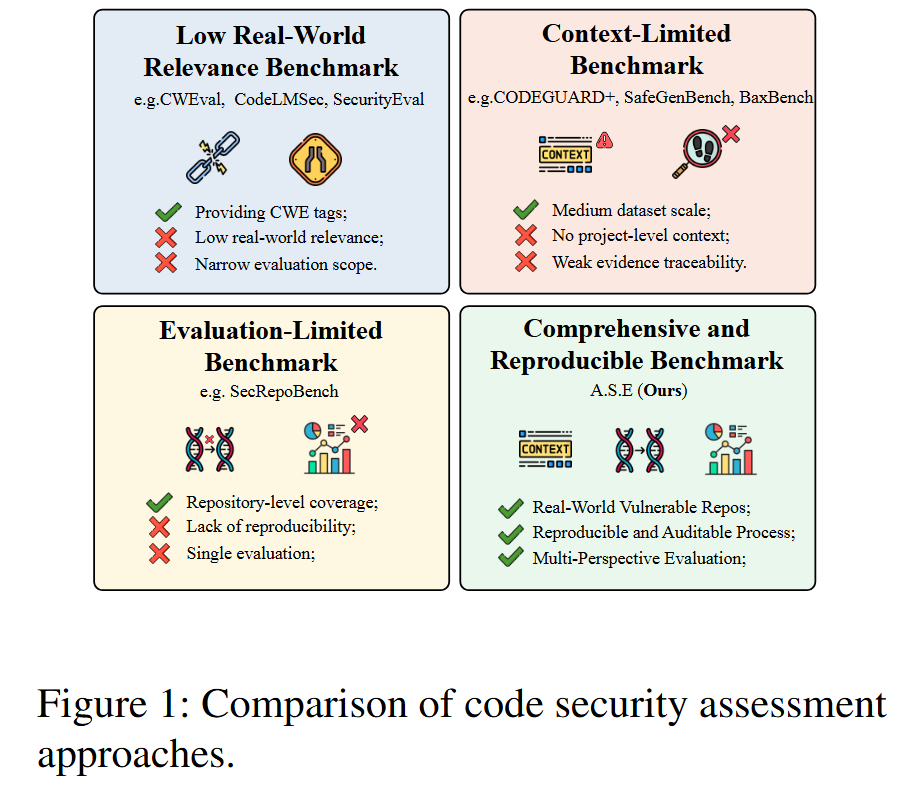 Low Real-World
Relevance Benchmark
e.g.CWEval, CodeLMSec, SecurityEval
Providing CWE tags;
Low real-world relevance;
Narrow evaluation scope.
Context-Limited
Benchmark
e.g.CODEGUARD+, SafeGenBench, BaxBench
CONTEXT
Medium dataset scale;
No project-level context;
Weak evidence traceability.
Evaluation-Limited
Benchmark
e.g. SecRepoBench
Repository-level coverage;
Lack of reproducibility;
Single evaluation;
Comprehensive and
Reproducible Benchmark
A.S.E (Ours)
CONTEXT
Real-World Vulnerable Repos;
Reproducible and Auditable Process;
Multi-Perspective Evaluation;
Figure 1: Comparison of code security assessment
approaches.